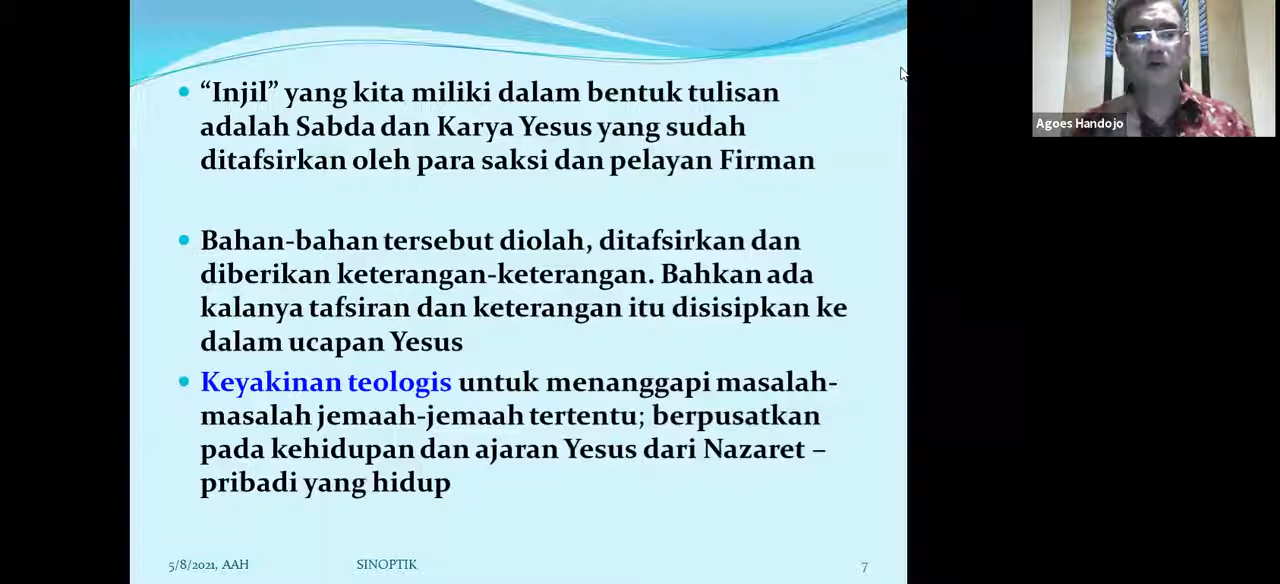 “Injil” yang kita miliki dalam bentuk tulisan
adalah Sabda dan Karya Yesus yang sudah
ditafsirkan oleh para saksi dan pelayan Firman
Bahan-bahan tersebut diolah, ditafsirkan dan
diberikan keterangan-keterangan. Bahkan ada
kalanya tafsiran dan keterangan itu disisipkan ke
dalam ucapan Yesus
Keyakinan teologis untuk menanggapi masalah-
masalah jemaah-jemaah tertentu; berpusatkan
pada kehidupan dan ajaran Yesus dari Nazaret –
pribadi yang hidup
5/8/2021, AAH
SINOPTIK
7
Agoes Handojo